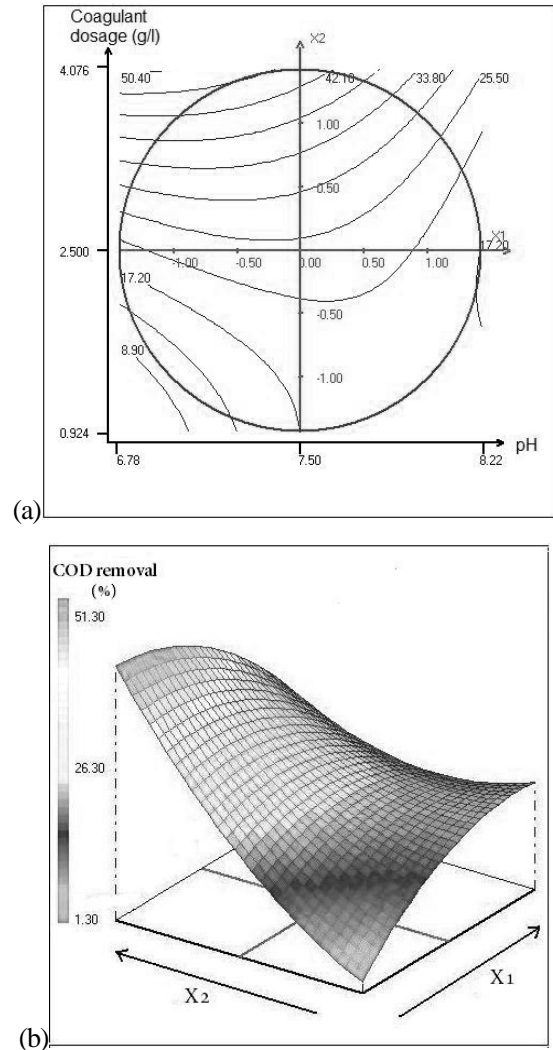 Coagulant
dosage (g/l)
X2
4.076
50.40
42.10
33.80
25.50
1.00
0.50
X1
2.500
-1.00
0.00
0.50
1.00
17.20
17.20
-0.50
8.90
-1.00
0.924
6.78
7.50
8.22
pH
(a)
COD removal
(%)
51.30
26.30
1.30
X2
X1
(b)